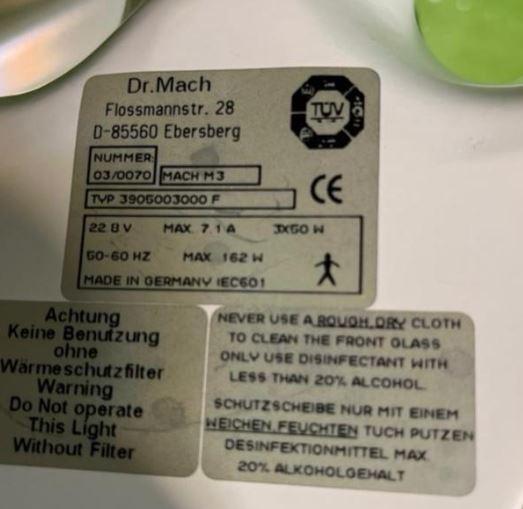 Dr.Mach
Flossmannstr. 28
D-85560 Ebersberg
TÜV
NUMMER:
03/0070 MACH M3
CE
TYP 3905003000 F
22.8 V MAX. 7.1 A 3X50 W
50-60 HZ MAX. 162 W
MADE IN GERMANY IEC601
Achtung
Keine Benutzung
ohne
Wärmeschutzfilter
Warning
Do Not operate
This Light
Without Filter
NEVER USE A ROUGH, DRY CLOTH
TO CLEAN THE FRONT GLASS
ONLY USE DISINFECTANT WITH
LESS THAN 20% ALCOHOL.
SCHUTZSCHEIBE NUR MIT EINEM
WEICHEN, FEUCHTEN TUCH PUTZEN
DESINFEKTIONMITTEL MAX.
20% ALKOHOLGEHALT